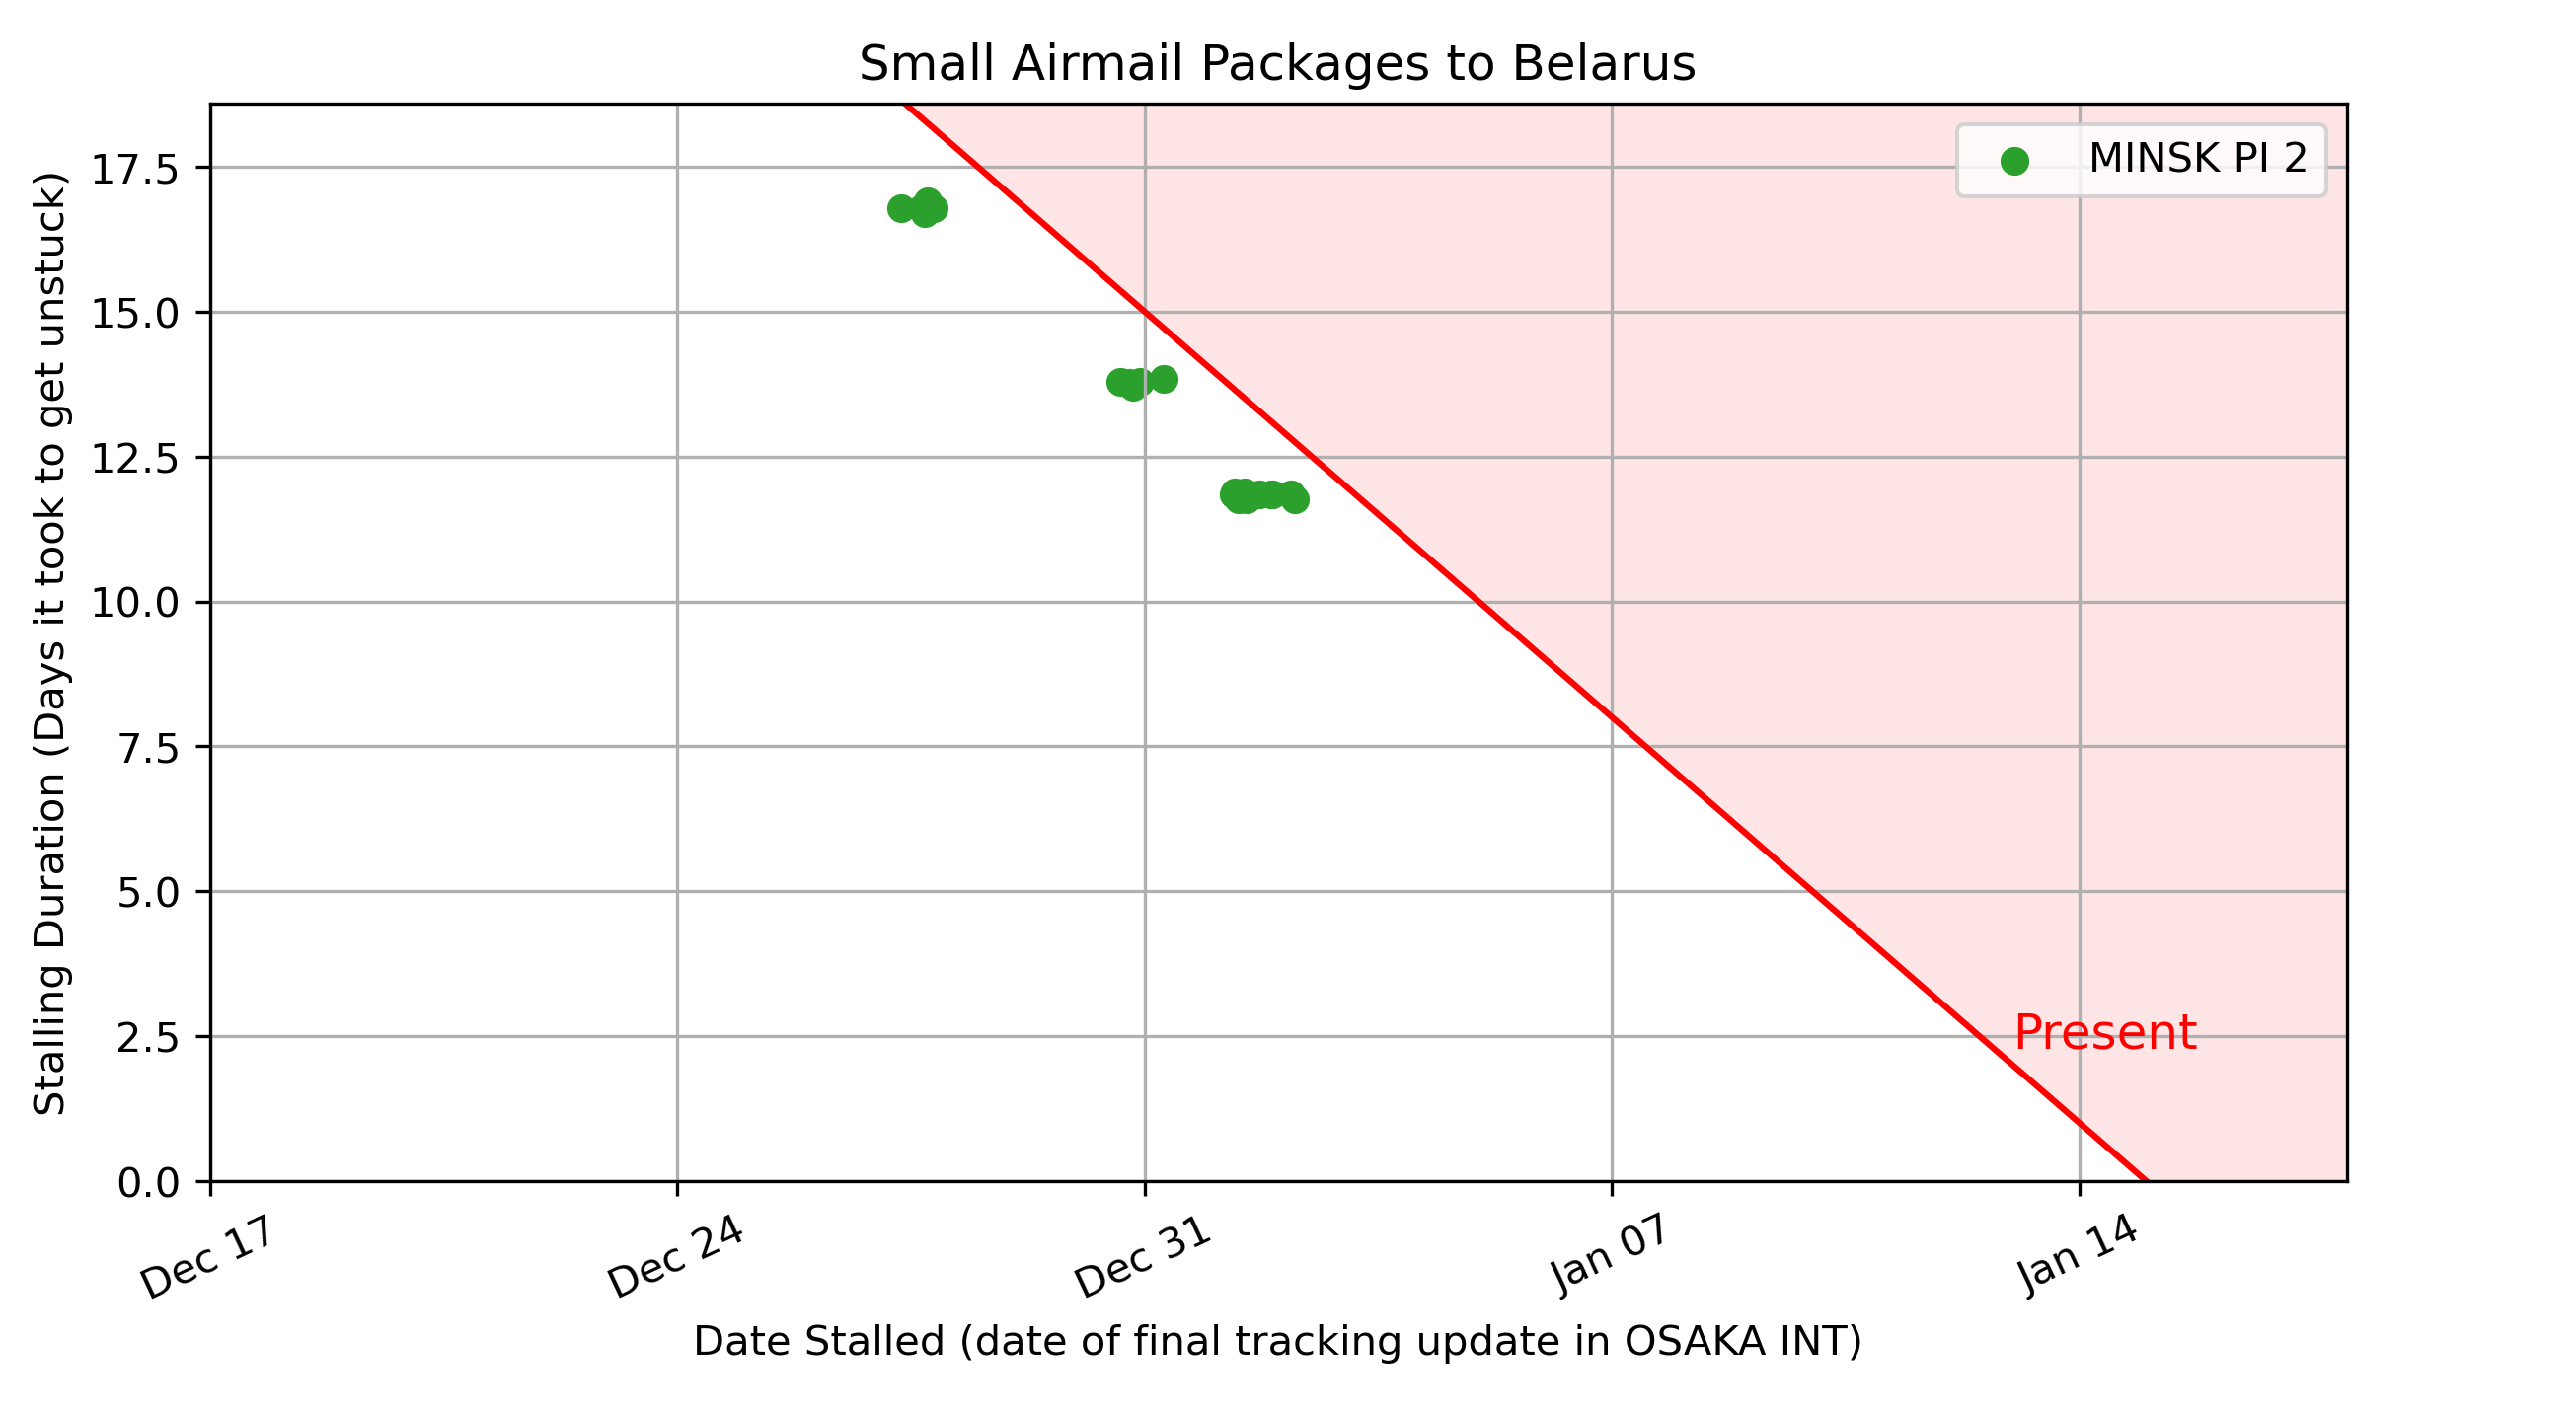 Small Airmail Packages to Belarus
MINSK PI 2
Stalling Duration (Days it took to get unstuck)
17.5
15.0
12.5
10.0
7.5
5.0
2.5
0.0
Present
Dec 17
Dec 24
Dec 31
Jan 07
Jan 14
Date Stalled (date of final tracking update in OSAKA INT)